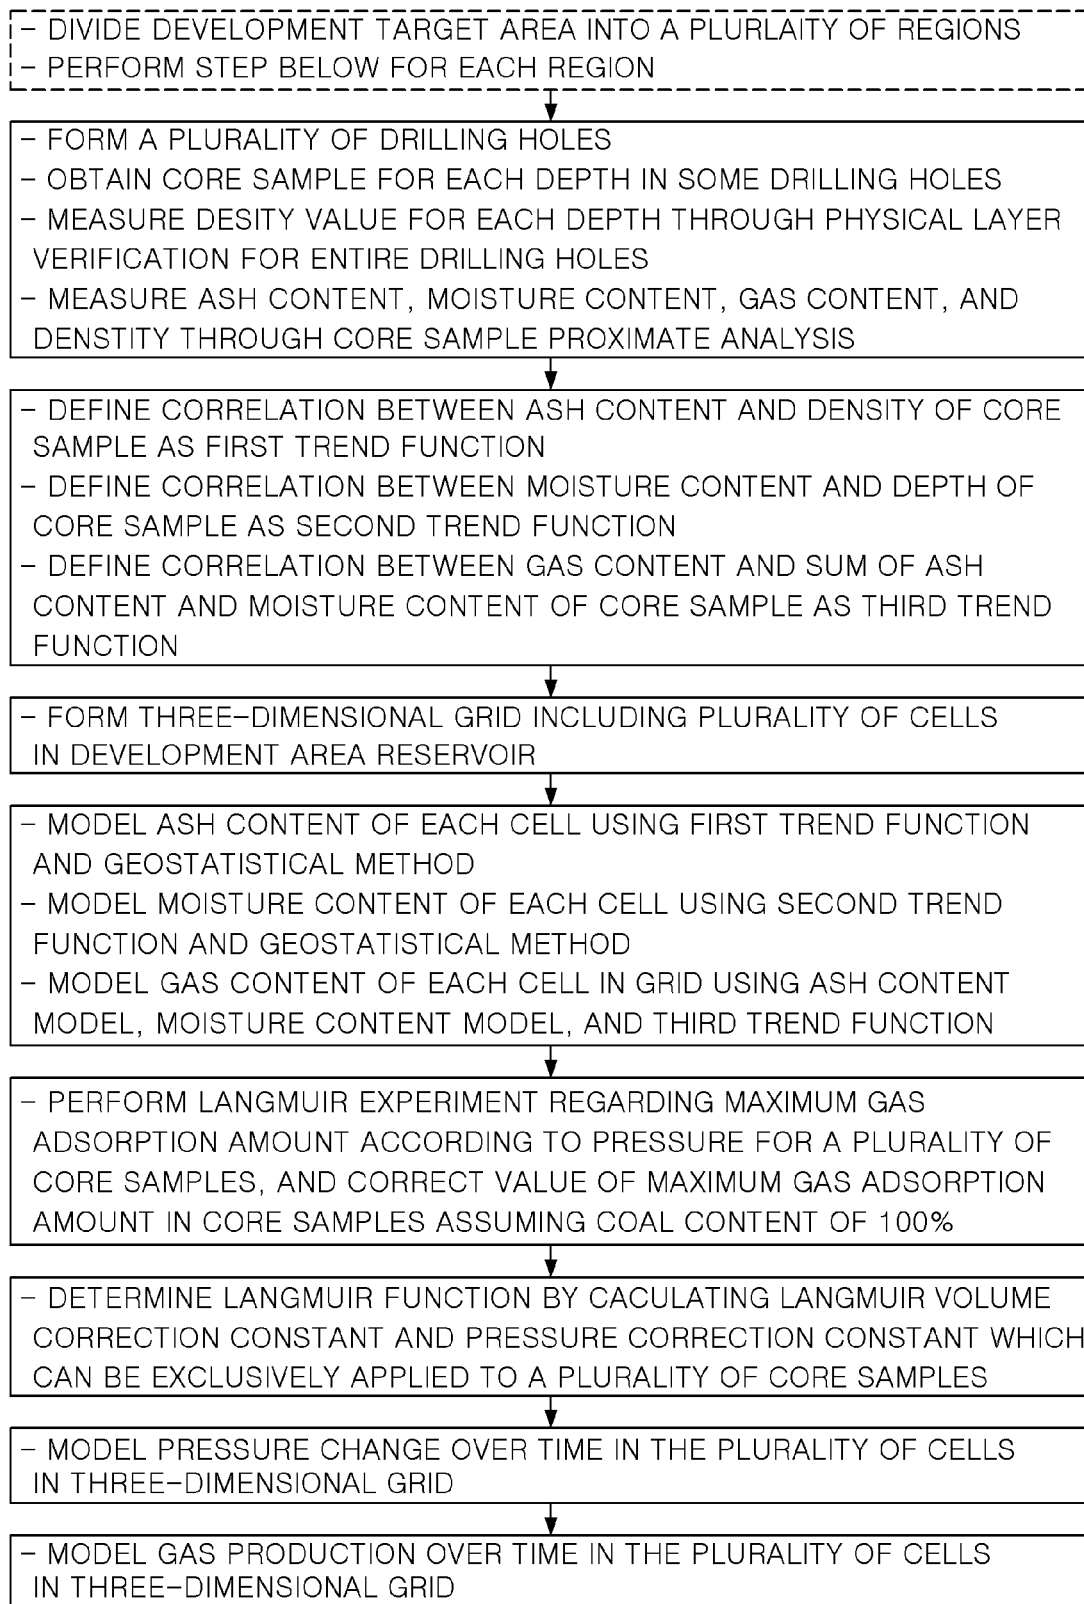 - DIVIDE DEVELOPMENT TARGET AREA INTO A PLURLAITY OF REGIONS
- PERFORM STEP BELOW FOR EACH REGION
- FORM A PLURALITY OF DRILLING HOLES
- OBTAIN CORE SAMPLE FOR EACH DEPTH IN SOME DRILLING HOLES
- MEASURE DESITY VALUE FOR EACH DEPTH THROUGH PHYSICAL LAYER
VERIFICATION FOR ENTIRE DRILLING HOLES
- MEASURE ASH CONTENT, MOISTURE CONTENT, GAS CONTENT, AND
DENSTITY THROUGH CORE SAMPLE PROXIMATE ANALYSIS
- DEFINE CORRELATION BETWEEN ASH CONTENT AND DENSITY OF CORE
SAMPLE AS FIRST TREND FUNCTION
- DEFINE CORRELATION BETWEEN MOISTURE CONTENT AND DEPTH OF
CORE SAMPLE AS SECOND TREND FUNCTION
- DEFINE CORRELATION BETWEEN GAS CONTENT AND SUM OF ASH
CONTENT AND MOISTURE CONTENT OF CORE SAMPLE AS THIRD TREND
FUNCTION
- FORM THREE-DIMENSIONAL GRID INCLUDING PLURALITY OF CELLS
IN DEVELOPMENT AREA RESERVOIR
- MODEL ASH CONTENT OF EACH CELL USING FIRST TREND FUNCTION
AND GEOSTATISTICAL METHOD
- MODEL MOISTURE CONTENT OF EACH CELL USING SECOND TREND
FUNCTION AND GEOSTATISTICAL METHOD
- MODEL GAS CONTENT OF EACH CELL IN GRID USING ASH CONTENT
MODEL, MOISTURE CONTENT MODEL, AND THIRD TREND FUNCTION
- PERFORM LANGMUIR EXPERIMENT REGARDING MAXIMUM GAS
ADSORPTION AMOUNT ACCORDING TO PRESSURE FOR A PLURALITY OF
CORE SAMPLES, AND CORRECT VALUE OF MAXIMUM GAS ADSORPTION
AMOUNT IN CORE SAMPLES ASSUMING COAL CONTENT OF 100%
- DETERMINE LANGMUIR FUNCTION BY CACULATING LANGMUIR VOLUME
CORRECTION CONSTANT AND PRESSURE CORRECTION CONSTANT WHICH
CAN BE EXCLUSIVELY APPLIED TO A PLURALITY OF CORE SAMPLES
- MODEL PRESSURE CHANGE OVER TIME IN THE PLURALITY OF CELLS
IN THREE-DIMENSIONAL GRID
- MODEL GAS PRODUCTION OVER TIME IN THE PLURALITY OF CELLS
IN THREE-DIMENSIONAL GRID